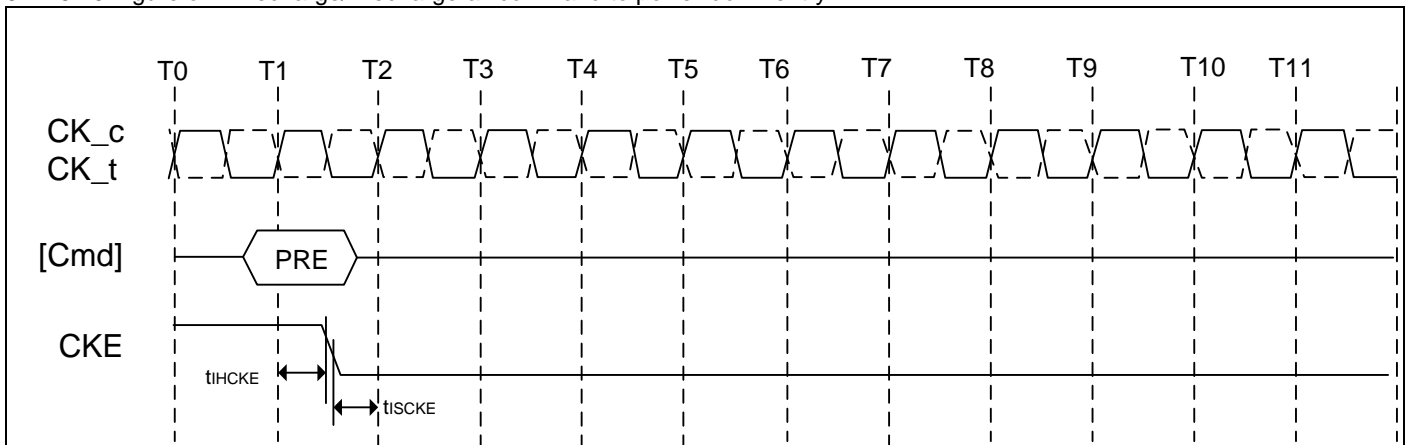 T0 T1 T2 T3 T4 T5 T6 T7 T8 T9 T10 T11
CK_c
CK_t
[Cmd] PRE
CKE
tIHCKE
tISCKE